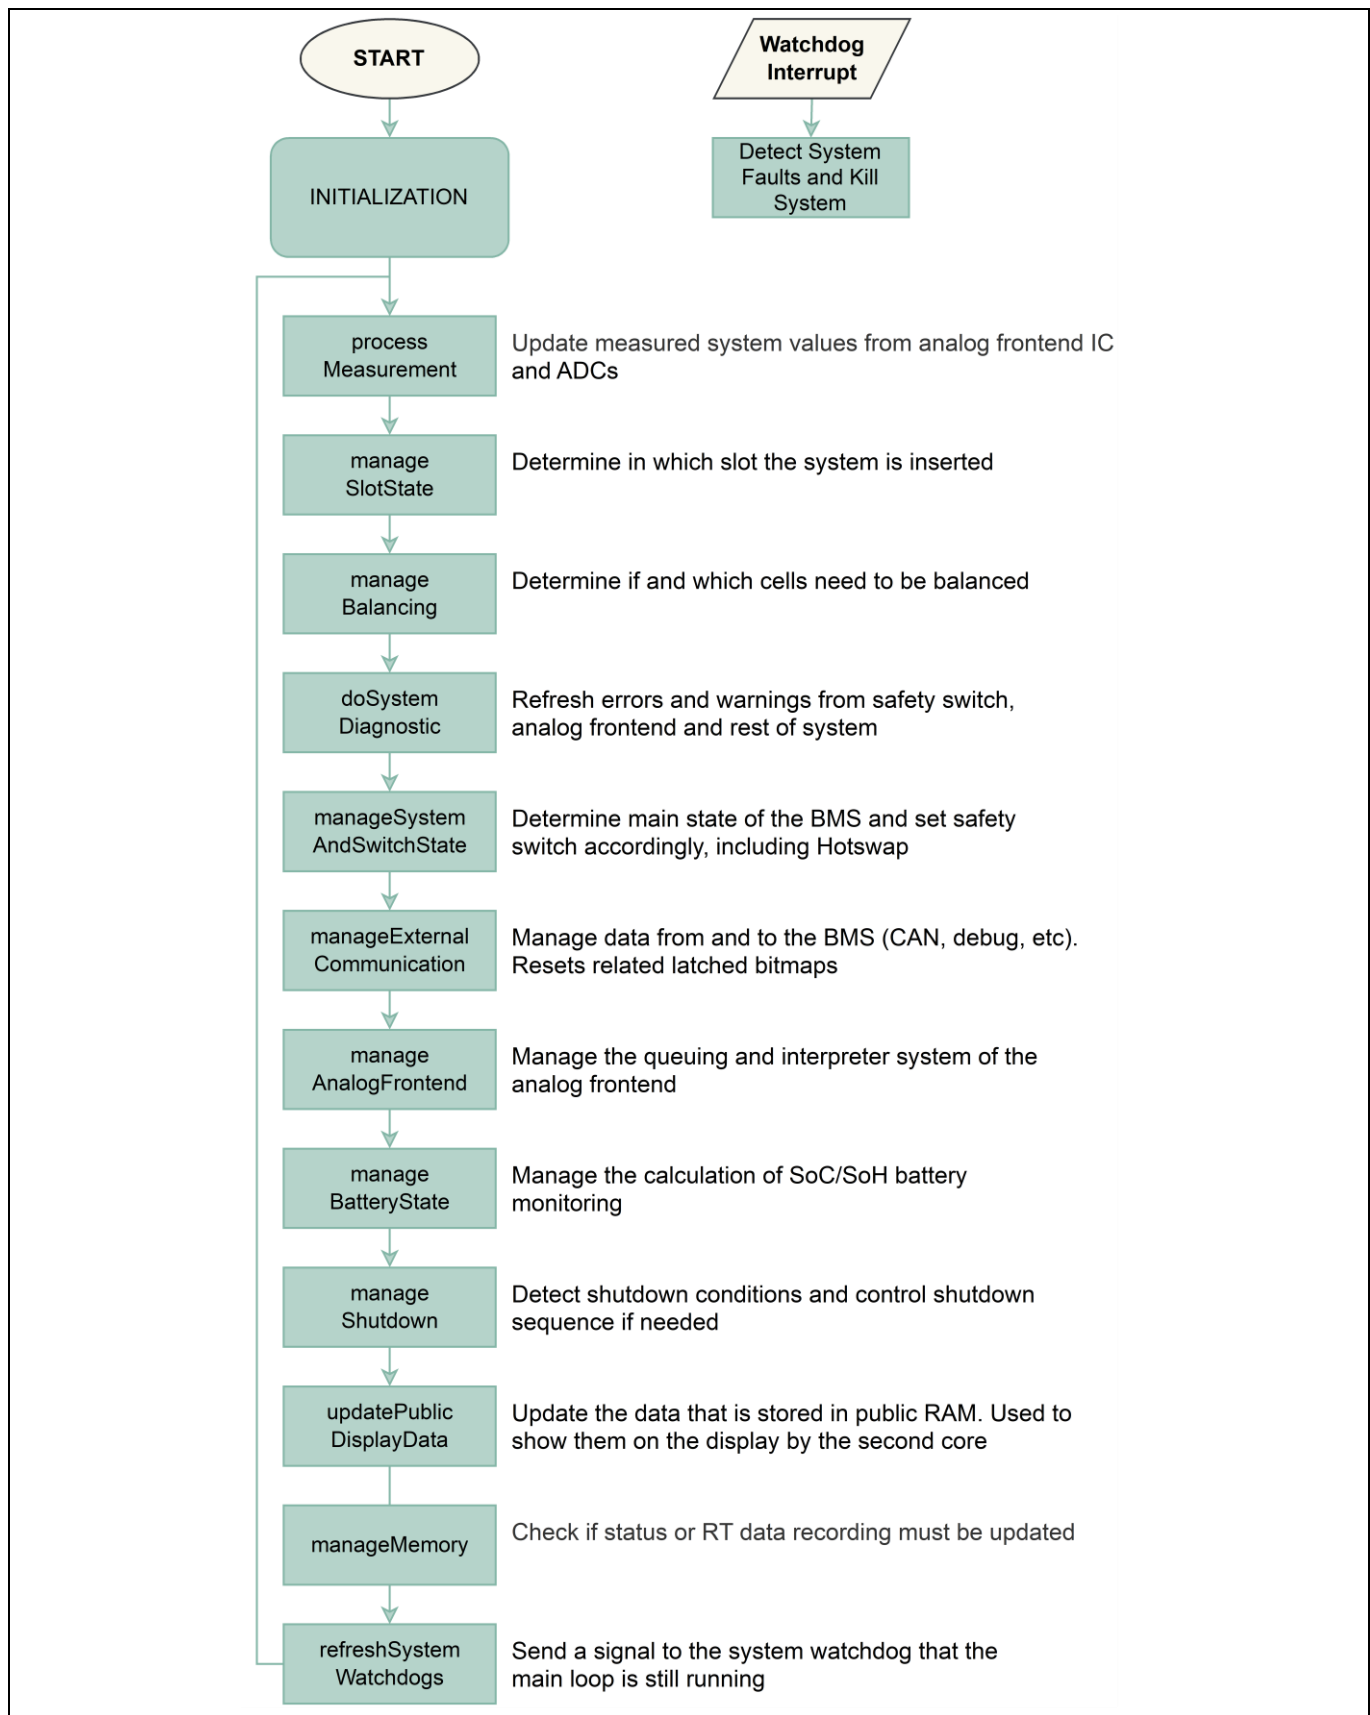 START
Watchdog
Interrupt
INITIALIZATION
Detect System
Faults and Kill
System
process
Measurement
Update measured system values from analog frontend IC
and ADCs
manage
SlotState
Determine in which slot the system is inserted
manage
Balancing
Determine if and which cells need to be balanced
doSystem
Diagnostic
Refresh errors and warnings from safety switch,
analog frontend and rest of system
manageSystem
AndSwitchState
Determine main state of the BMS and set safety
switch accordingly, including Hotswap
manageExternal
Communication
Manage data from and to the BMS (CAN, debug, etc).
Resets related latched bitmaps
manage
AnalogFrontend
Manage the queuing and interpreter system of the
analog frontend
manage
BatteryState
Manage the calculation of SoC/SoH battery
monitoring
manage
Shutdown
Detect shutdown conditions and control shutdown
sequence if needed
updatePublic
DisplayData
Update the data that is stored in public RAM. Used to
show them on the display by the second core
manageMemory
Check if status or RT data recording must be updated
refreshSystem
Watchdogs
Send a signal to the system watchdog that the
main loop is still running